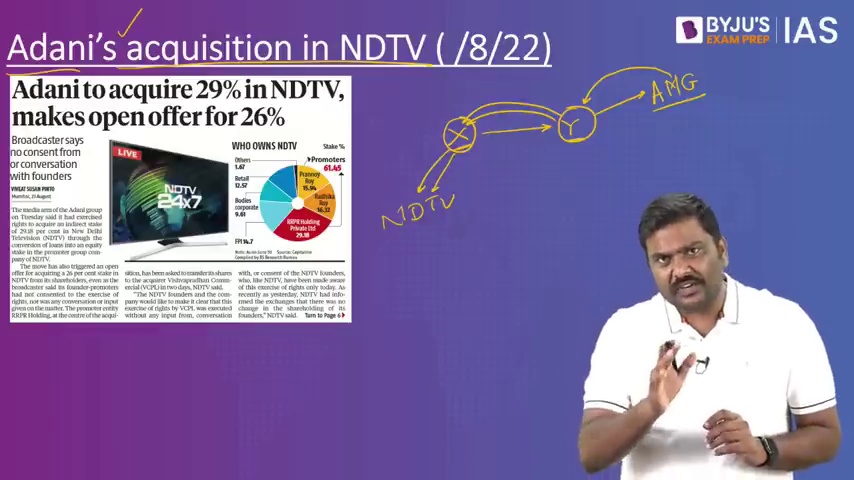 Adani's acquisition in NDTV ( /8/22)
BYJU'S
EXAM PREP
IAS
Adani to acquire 29% in NDTV,
makes open offer for 26%
Broadcaster says
no consent from
or conversation
with founders
VIVEAT SUSAN PINTO
Mumbai, 23 August
The media arm of the Adani group
on Tuesday said it had exercised
rights to acquire an indirect stake
of 29.18 per cent in New Delhi
Television (NDTV) through the
conversion of loans into an equity
stake in the promoter group com-
pany of NDTV.
The move has also triggered an open
offer for acquiring a 26 per cent stake in
NDTV from its shareholders, even as the
broadcaster said its founder-promoters
had not consented to the exercise of rights,
nor was any conversation or input
given on the matter. The promoter entity
RRPR Holding, at the centre of the acqui-
LIVE
NDTV
24x7
WHO OWNS NDTV
Stake %
Others
1.67
Retail
12.57
Bodies
corporate
9.61
FPI 14.7
Promoters
61.45
Prannoy
Roy
15.94
Radhika
Roy
16.32
RRPR Holding
Private Ltd
29.18
Note: As on June 30 Source: Capitaline
Compiled by BS Research Bureau
sition, has been asked to transfer its shares
to the acquirer Vishvapradhan Comm-
ercial (VCPL) in two days, NDTV said.
"The NDTV founders and the com-
pany would like to make it clear that this
exercise of rights by VCPL was executed
without any input from, conversation
with, or consent of the NDTV founders,
who, like NDTV, have been made aware
of this exercise of rights only today. As
recently as yesterday, NDTV had infor-
med the exchanges that there was no
change in the shareholding of its
founders," NDTV said.
Turn to Page 6
X
Y
AMG
NDTV